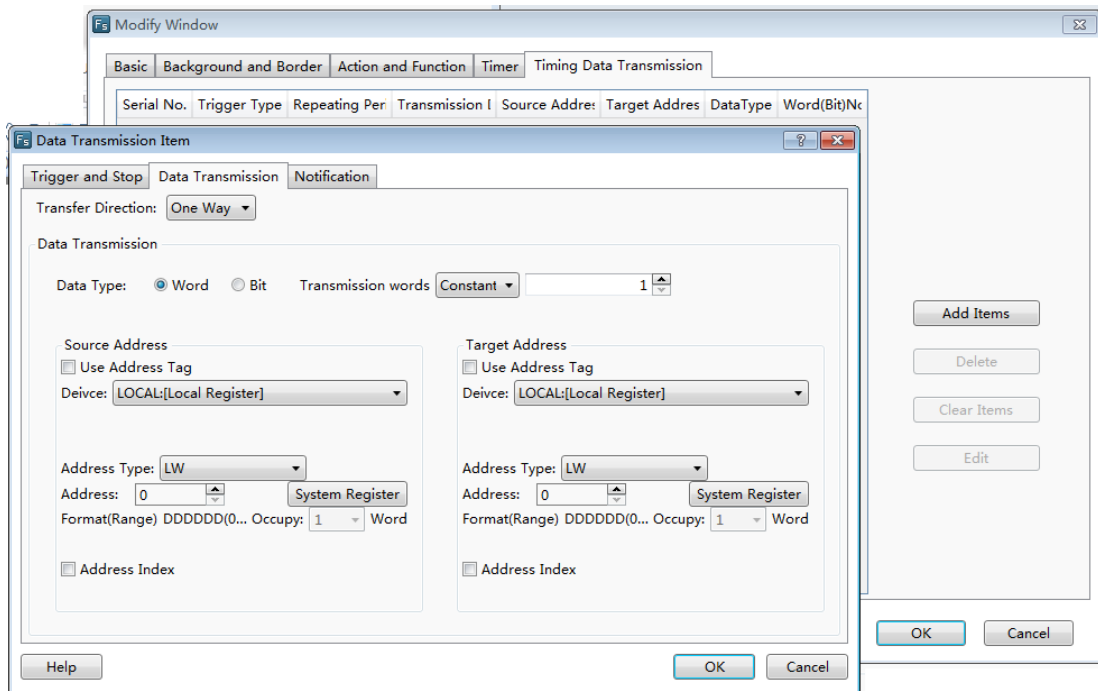 Fs Modify Window
Basic Background and Border Action and Function Timer Timing Data Transmission
Serial No. Trigger Type Repeating Per Transmission I Source Addres Target Addres DataType Word(Bit)No
Fs Data Transmission Item ?
Trigger and Stop Data Transmission Notification
Transfer Direction: One Way
Data Transmission
Data Type: Word Bit Transmission words Constant 1
Source Address
Use Address Tag
Deivce: LOCAL:[Local Register]
Address Type: LW
Address: 0 System Register
Format(Range) DDDDDD(0... Occupy: 1 Word
Address Index
Target Address
Use Address Tag
Deivce: LOCAL:[Local Register]
Address Type: LW
Address: 0 System Register
Format(Range) DDDDDD(0... Occupy: 1 Word
Address Index
Help OK Cancel
Add Items
Delete
Clear Items
Edit
OK Cancel